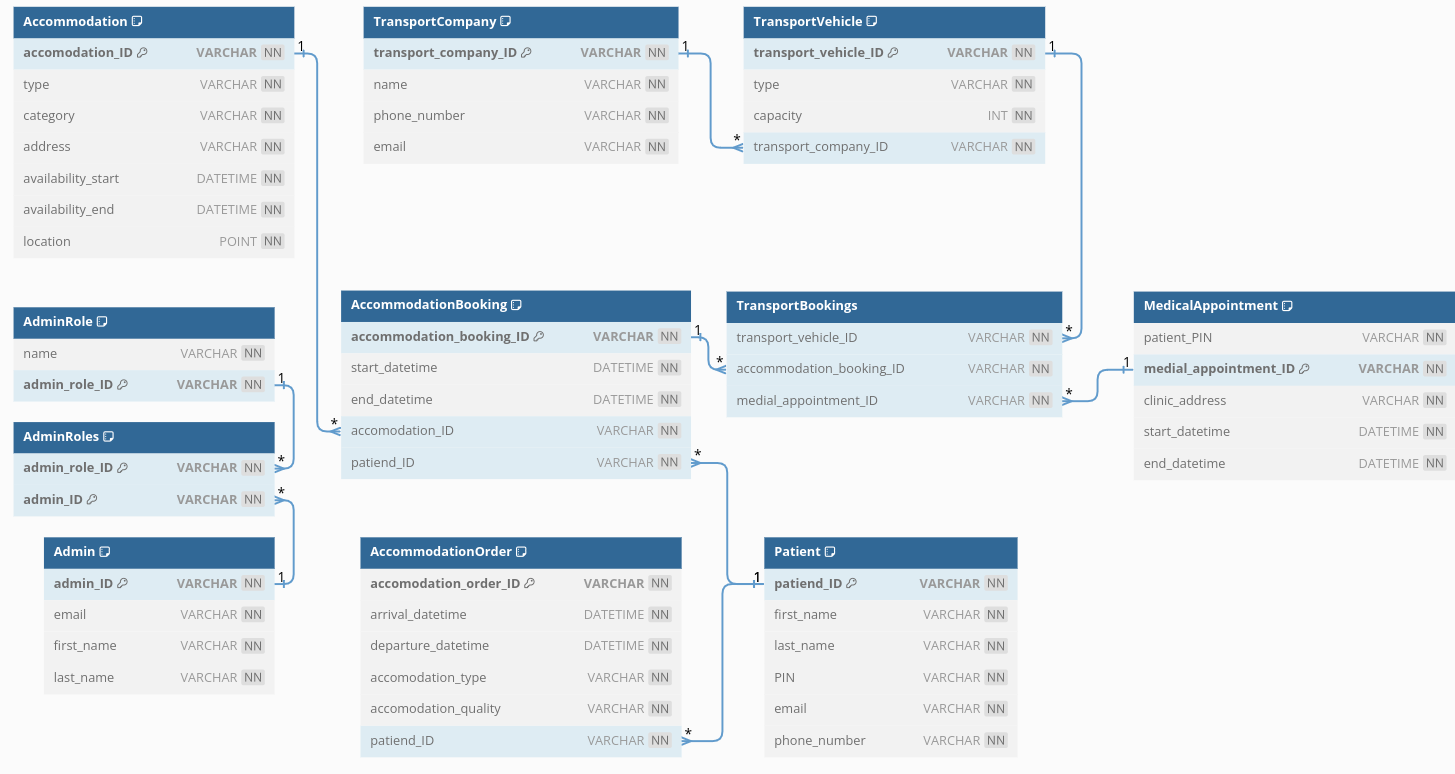 Accommodation
accomodation_ID VARCHAR NN
type VARCHAR NN
category VARCHAR NN
address VARCHAR NN
availability_start DATETIME NN
availability_end DATETIME NN
location POINT NN
1
TransportCompany
transport_company_ID VARCHAR NN
name VARCHAR NN
phone_number VARCHAR NN
email VARCHAR NN
1
*
TransportVehicle
transport_vehicle_ID VARCHAR NN
type VARCHAR NN
capacity INT NN
transport_company_ID VARCHAR NN
1
AdminRole
name VARCHAR NN
admin_role_ID VARCHAR NN
1
AdminRoles
admin_role_ID VARCHAR NN
*
admin_ID VARCHAR NN
*
Admin
admin_ID VARCHAR NN
1
email VARCHAR NN
first_name VARCHAR NN
last_name VARCHAR NN
AccommodationBooking
accommodation_booking_ID VARCHAR NN
1
start_datetime DATETIME NN
end_datetime DATETIME NN
*
accomodation_ID VARCHAR NN
patiend_ID VARCHAR NN
*
TransportBookings
transport_vehicle_ID VARCHAR NN
*
*
accommodation_booking_ID VARCHAR NN
medial_appointment_ID VARCHAR NN
*
MedicalAppointment
patient_PIN VARCHAR NN
1
medial_appointment_ID VARCHAR NN
clinic_address VARCHAR NN
start_datetime DATETIME NN
end_datetime DATETIME NN
AccommodationOrder
accomodation_order_ID VARCHAR NN
arrival_datetime DATETIME NN
departure_datetime DATETIME NN
accomodation_type VARCHAR NN
accomodation_quality VARCHAR NN
patiend_ID VARCHAR NN
*
Patient
1
patiend_ID VARCHAR NN
first_name VARCHAR NN
last_name VARCHAR NN
PIN VARCHAR NN
email VARCHAR NN
phone_number VARCHAR NN